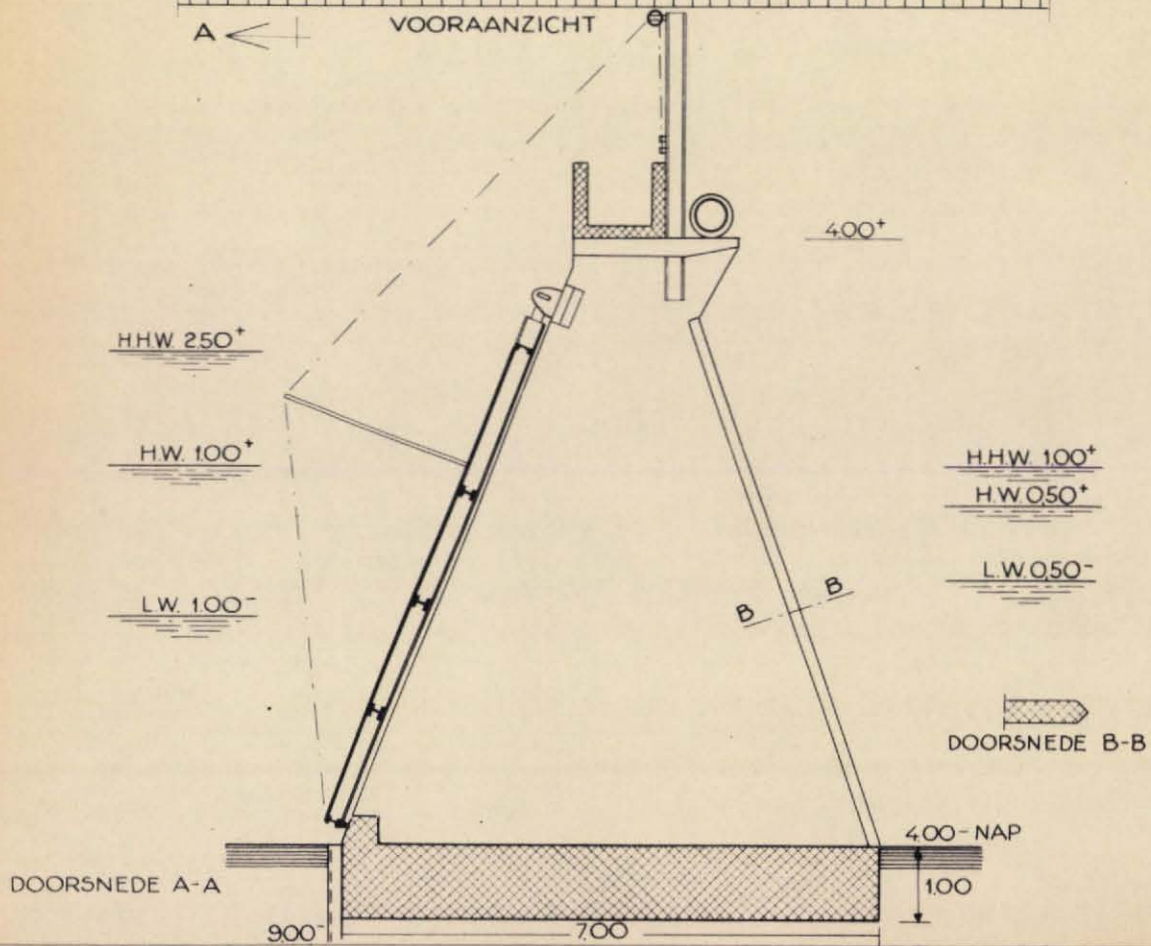 VOORAANZICHT
A
4.00+
H.H.W. 2.50+
H.W. 1.00+
H.H.W. 1.00+
H.W. 0,50+
L.W. 0,50-
L.W. 1.00-
B
B
DOORSNEDE B-B
4.00- NAP
1.00
DOORSNEDE A-A
9.00-
7.00